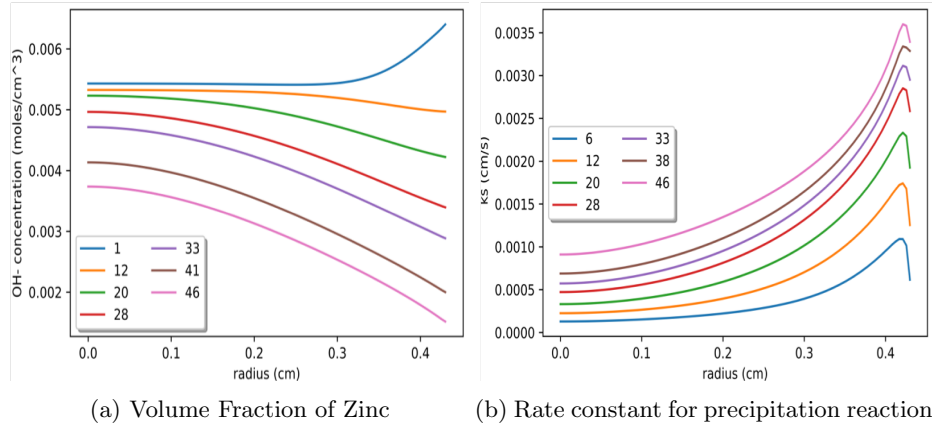 OH- concentration (moles/cm^3)
0.006
0.005
0.004
0.003
0.002
1 33
12 41
20 46
28
0.0 0.1 0.2 0.3 0.4
radius (cm)
(a) Volume Fraction of Zinc
ks (cm/s)
0.0035
0.0030
0.0025
0.0020
0.0015
0.0010
0.0005
0.0000
6 33
12 38
20 46
28
0.0 0.1 0.2 0.3 0.4
radius (cm)
(b) Rate constant for precipitation reaction